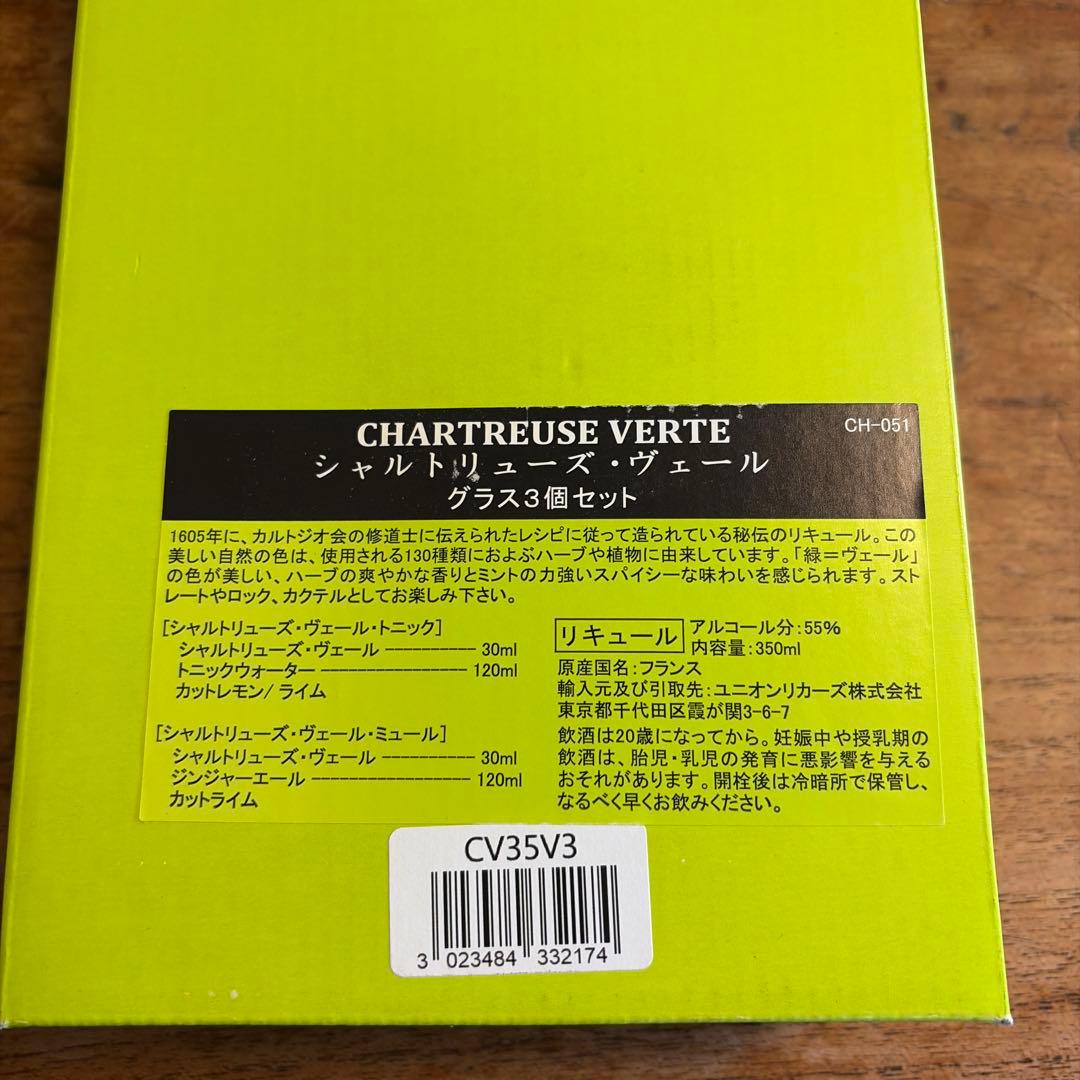 CHARTREUSE VERTE
CH-051
シャルトリューズ・ヴェール
グラス3個セット
1605年に、カルトジオ会の修道士に伝えられたレシピに従って造られている秘伝のリキュール。この
美しい自然の色は、使用される130種類におよぶハーブや植物に由来しています。「緑=ヴェール」
の色が美しい、ハーブの爽やかな香りとミントの力強いスパイシーな味わいを感じられます。スト
レートやロック、カクテルとしてお楽しみ下さい。
[シャルトリューズ・ヴェール・トニック]
シャルトリューズ・ヴェール ---------- 30ml
トニックウォーター ---------------- 120ml
カットレモン/ ライム
[シャルトリューズ・ヴェール・ミュール]
シャルトリューズ・ヴェール ---------- 30ml
ジンジャーエール ----------------- 120ml
カットライム
リキュール
アルコール分:55%
内容量:350ml
原産国名:フランス
輸入元及び引取先:ユニオンリカーズ株式会社
東京都千代田区霞が関3-6-7
飲酒は20歳になってから。妊娠中や授乳期の
飲酒は、胎児・乳児の発育に悪影響を与える
おそれがあります。開栓後は冷暗所で保管し、
なるべく早くお飲みください。
CV35V3
3 023484 332174